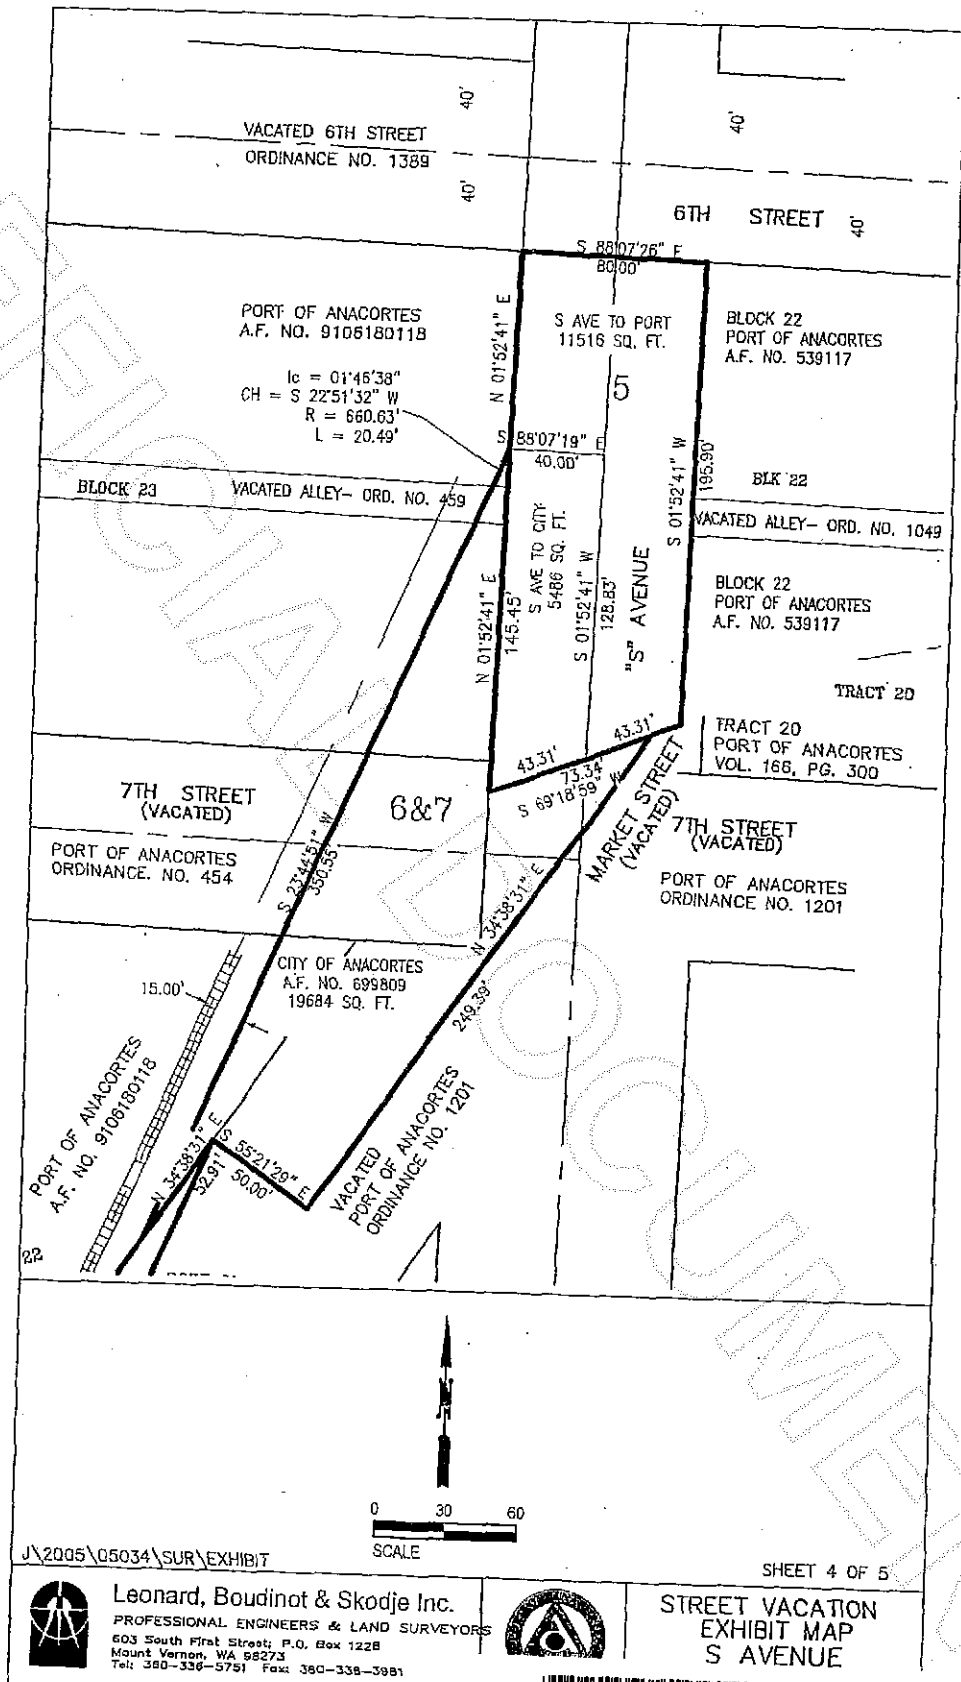 40'
40'
VACATED 6TH STREET
ORDINANCE NO. 1389
40'
6TH STREET
40'
S 88°07'26" E
80.00'
PORT OF ANACORTES
A.F. NO. 9106180118
N 01°52'41" E
S AVE TO PORT
11516 SQ. FT.
BLOCK 22
PORT OF ANACORTES
A.F. NO. 539117
lc = 01°46'38"
CH = S 22°51'32" W
R = 660.63'
L = 20.49'
5
S 88°07'19" E
40.00'
S 01°52'41" W
195.90'
BLOCK 23
VACATED ALLEY- ORD. NO. 459
BLK 22
VACATED ALLEY- ORD. NO. 1049
S AVE TO CITY
5486 SQ. FT.
N 01°52'41" E
145.45'
S 01°52'41" W
128.83'
"S" AVENUE
BLOCK 22
PORT OF ANACORTES
A.F. NO. 539117
TRACT 20
TRACT 20
PORT OF ANACORTES
VOL. 166, PG. 300
43.31'
43.31'
73.34'
S 69°18'59" W
7TH STREET
(VACATED)
6&7
MARKET STREET
(VACATED)
7TH STREET
(VACATED)
PORT OF ANACORTES
ORDINANCE. NO. 454
S 23°44'51" W
350.55'
PORT OF ANACORTES
ORDINANCE NO. 1201
N 34°38'31" E
249.39'
CITY OF ANACORTES
A.F. NO. 699809
19684 SQ. FT.
15.00'
PORT OF ANACORTES
A.F. NO. 9106180118
N 34°38'31" E
52.91'
S 55°21'29" E
50.00'
VACATED
PORT OF ANACORTES
ORDINANCE NO. 1201
22
0 30 60
SCALE
J\2005\05034\SUR\EXHIBIT
SHEET 4 OF 5
Leonard, Boudinot & Skodje Inc.
PROFESSIONAL ENGINEERS & LAND SURVEYORS
603 South First Street; P.O. Box 1228
Mount Vernon, WA 98273
Tel: 360-336-5751 Fax: 360-336-3981
STREET VACATION
EXHIBIT MAP
S AVENUE